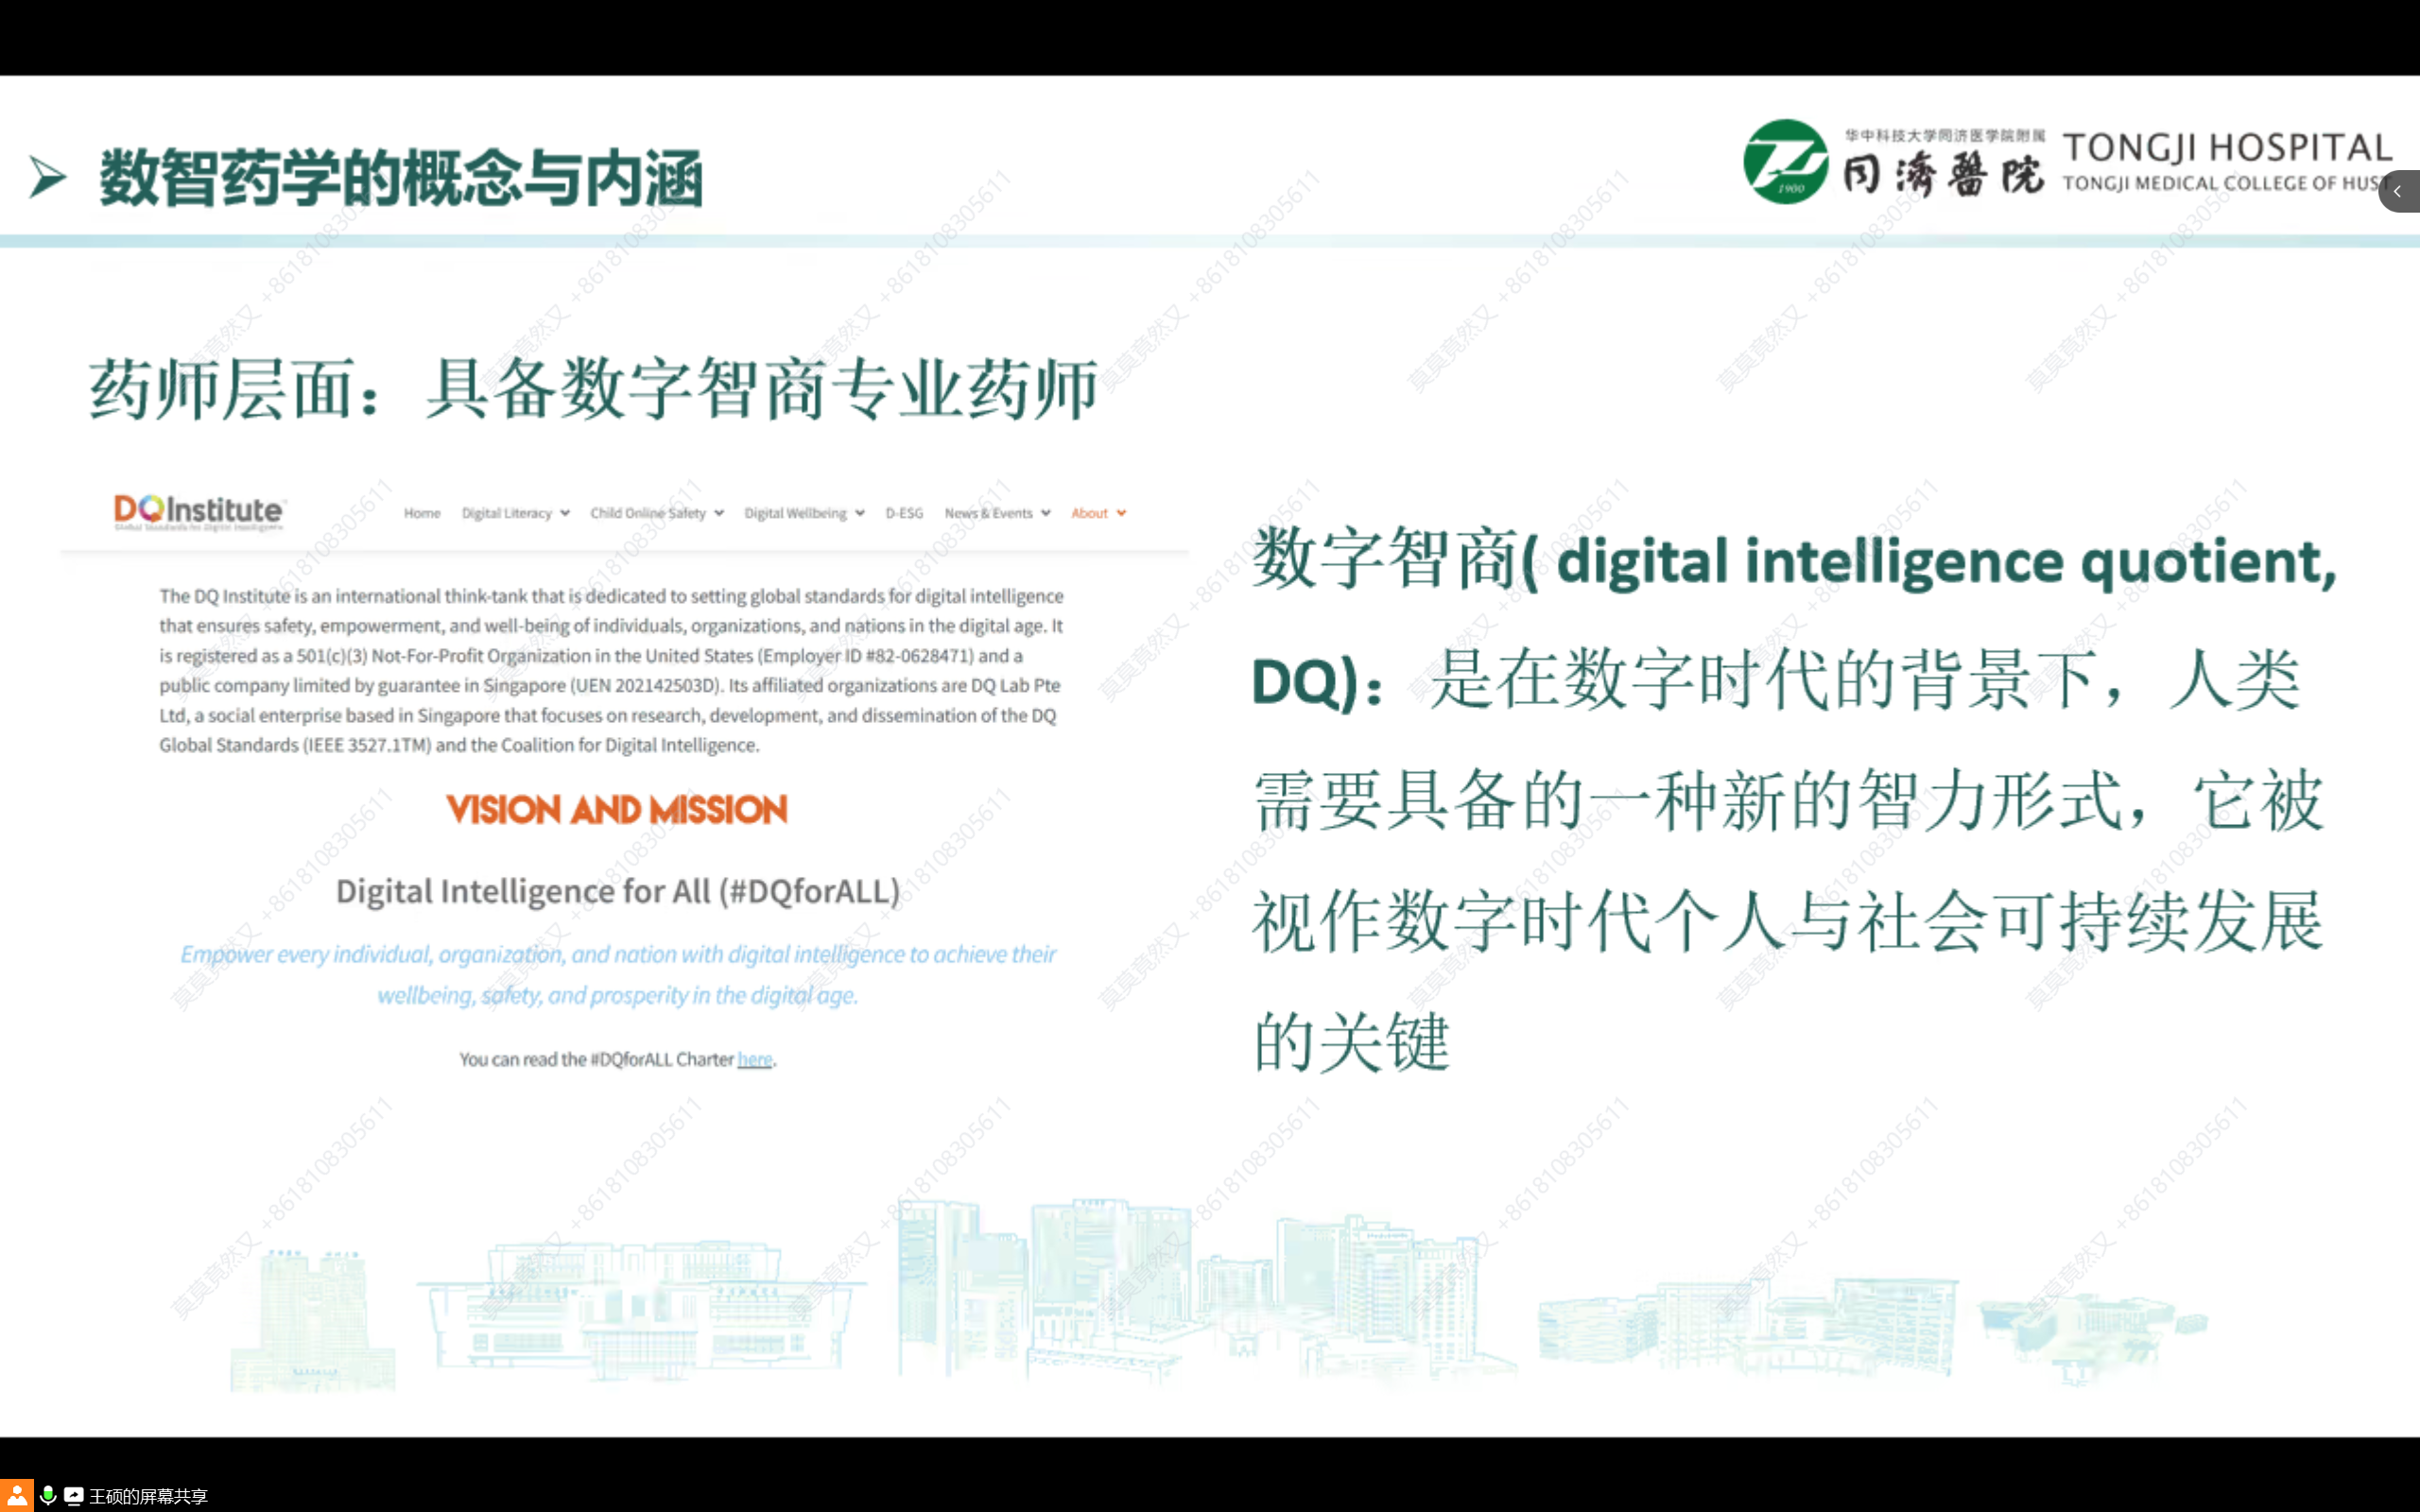 数智药学的概念与内涵
华中科技大学同济医学院附属
同濟醫院
TONGJI HOSPITAL
TONGJI MEDICAL COLLEGE OF HUST
1900
药师层面：具备数字智商专业药师
DQInstitute
Global Standards for Digital Intelligence
Home Digital Literacy Child Online Safety Digital Wellbeing D-ESG News & Events About
The DQ Institute is an international think-tank that is dedicated to setting global standards for digital intelligence
that ensures safety, empowerment, and well-being of individuals, organizations, and nations in the digital age. It
is registered as a 501(c)(3) Not-For-Profit Organization in the United States (Employer ID #82-0628471) and a
public company limited by guarantee in Singapore (UEN 202142503D). Its affiliated organizations are DQ Lab Pte
Ltd, a social enterprise based in Singapore that focuses on research, development, and dissemination of the DQ
Global Standards (IEEE 3527.1TM) and the Coalition for Digital Intelligence.
VISION AND MISSION
Digital Intelligence for All (#DQforALL)
Empower every individual, organization, and nation with digital intelligence to achieve their
wellbeing, safety, and prosperity in the digital age.
You can read the #DQforALL Charter here.
数字智商( digital intelligence quotient,
DQ)：是在数字时代的背景下，人类
需要具备的一种新的智力形式，它被
视作数字时代个人与社会可持续发展
的关键
莫莫竟然又 +8618108305611
王硕的屏幕共享